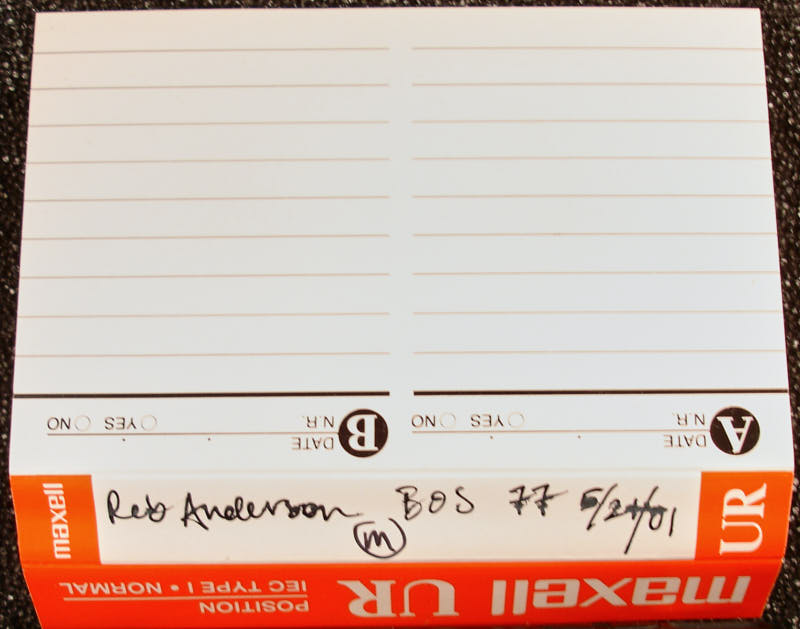 B
DATE
N.R.
YES NO
A
DATE
N.R.
YES NO
maxell
Reb Anderson BOS 77 5/24/01
(m)
UR
maxell UR POSITION
IEC TYPE I • NORMAL